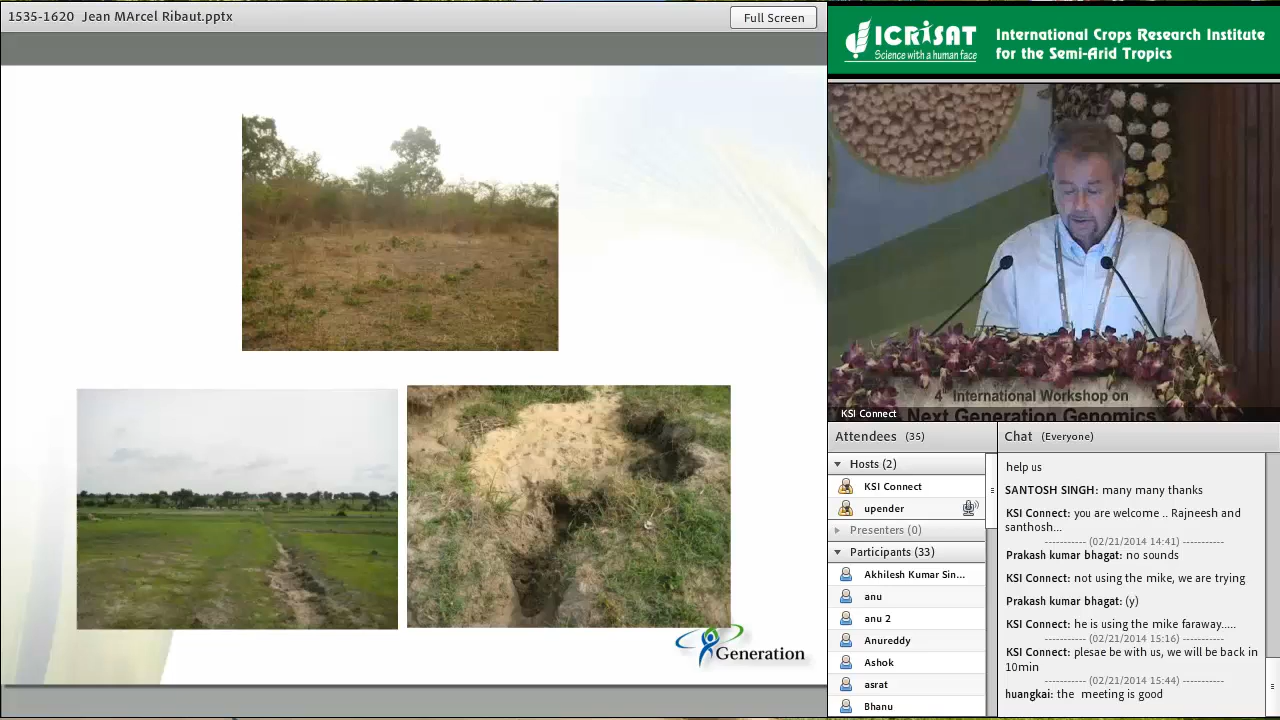 1535-1620 Jean MArcel Ribaut.pptx
Full Screen
ICRISAT
Science with a human face
International Crops Research Institute
for the Semi-Arid Tropics
Generation
4th International Workshop on
Next Generation Genomics
KSI Connect
Attendees (35)
Hosts (2)
KSI Connect
upender
Presenters (0)
Participants (33)
Akhilesh Kumar Sin...
anu
anu 2
Anureddy
Ashok
asrat
Bhanu
Chat (Everyone)
help us
SANTOSH SINGH: many many thanks
KSI Connect: you are welcome .. Rajneesh and
santhosh...
----------- (02/21/2014 14:41) -----------
Prakash kumar bhagat: no sounds
KSI Connect: not using the mike, we are trying
Prakash kumar bhagat: (y)
KSI Connect: he is using the mike faraway.....
----------- (02/21/2014 15:16) -----------
KSI Connect: plesae be with us, we will be back in
10min
----------- (02/21/2014 15:44) -----------
huangkai: the meeting is good